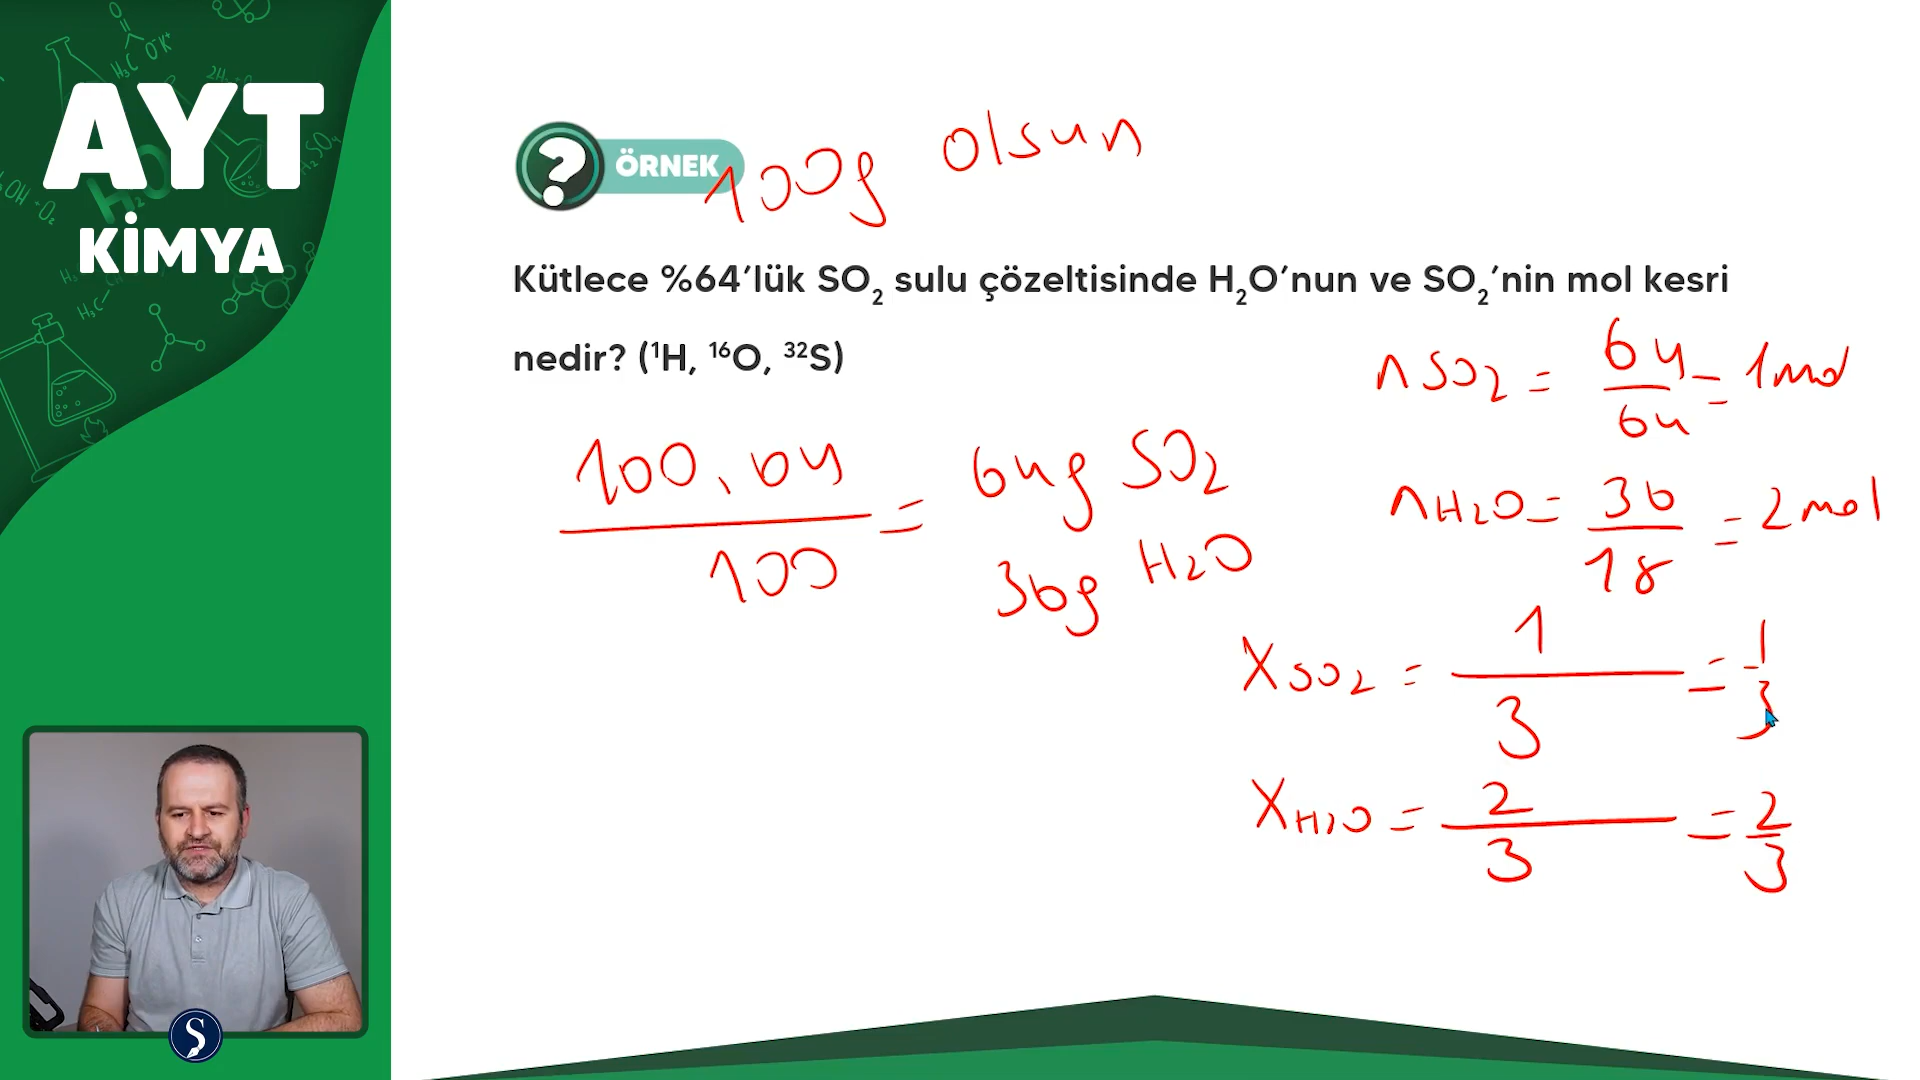 AYT
KİMYA
ÖRNEK
100g olsun
Kütlece %64'lük SO₂ sulu çözeltisinde H₂O'nun ve SO₂'nin mol kesri
nedir? (¹H, ¹⁶O, ³²S)
nSO₂ = 64/64 = 1mol
100.64/100 = 64g SO₂
36g H₂O
nH₂O = 36/18 = 2mol
XSO₂ = 1/3 = 1/3
XH₂O = 2/3 = 2/3